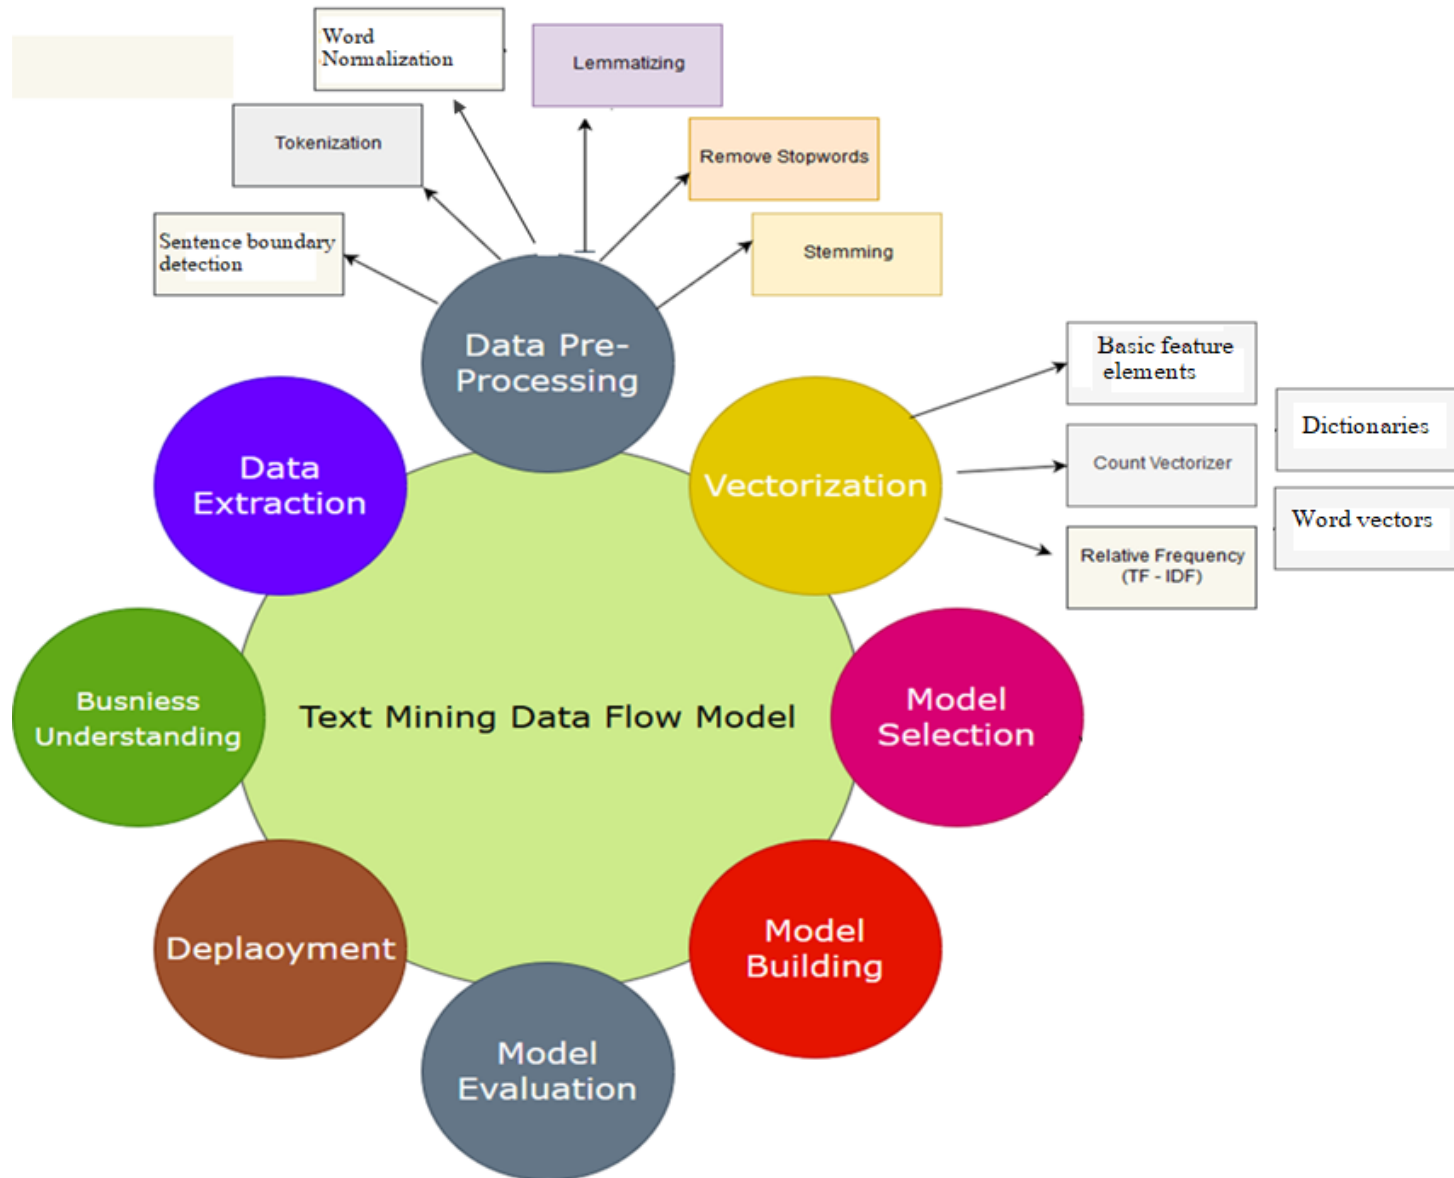 Word
Normalization
Lemmatizing
Tokenization
Remove Stopwords
Sentence boundary
detection
Stemming
Data Pre-
Processing
Basic feature
elements
Dictionaries
Count Vectorizer
Word vectors
Relative Frequency
(TF - IDF)
Vectorization
Data
Extraction
Busniess
Understanding
Text Mining Data Flow Model
Model
Selection
Deplaoyment
Model
Building
Model
Evaluation